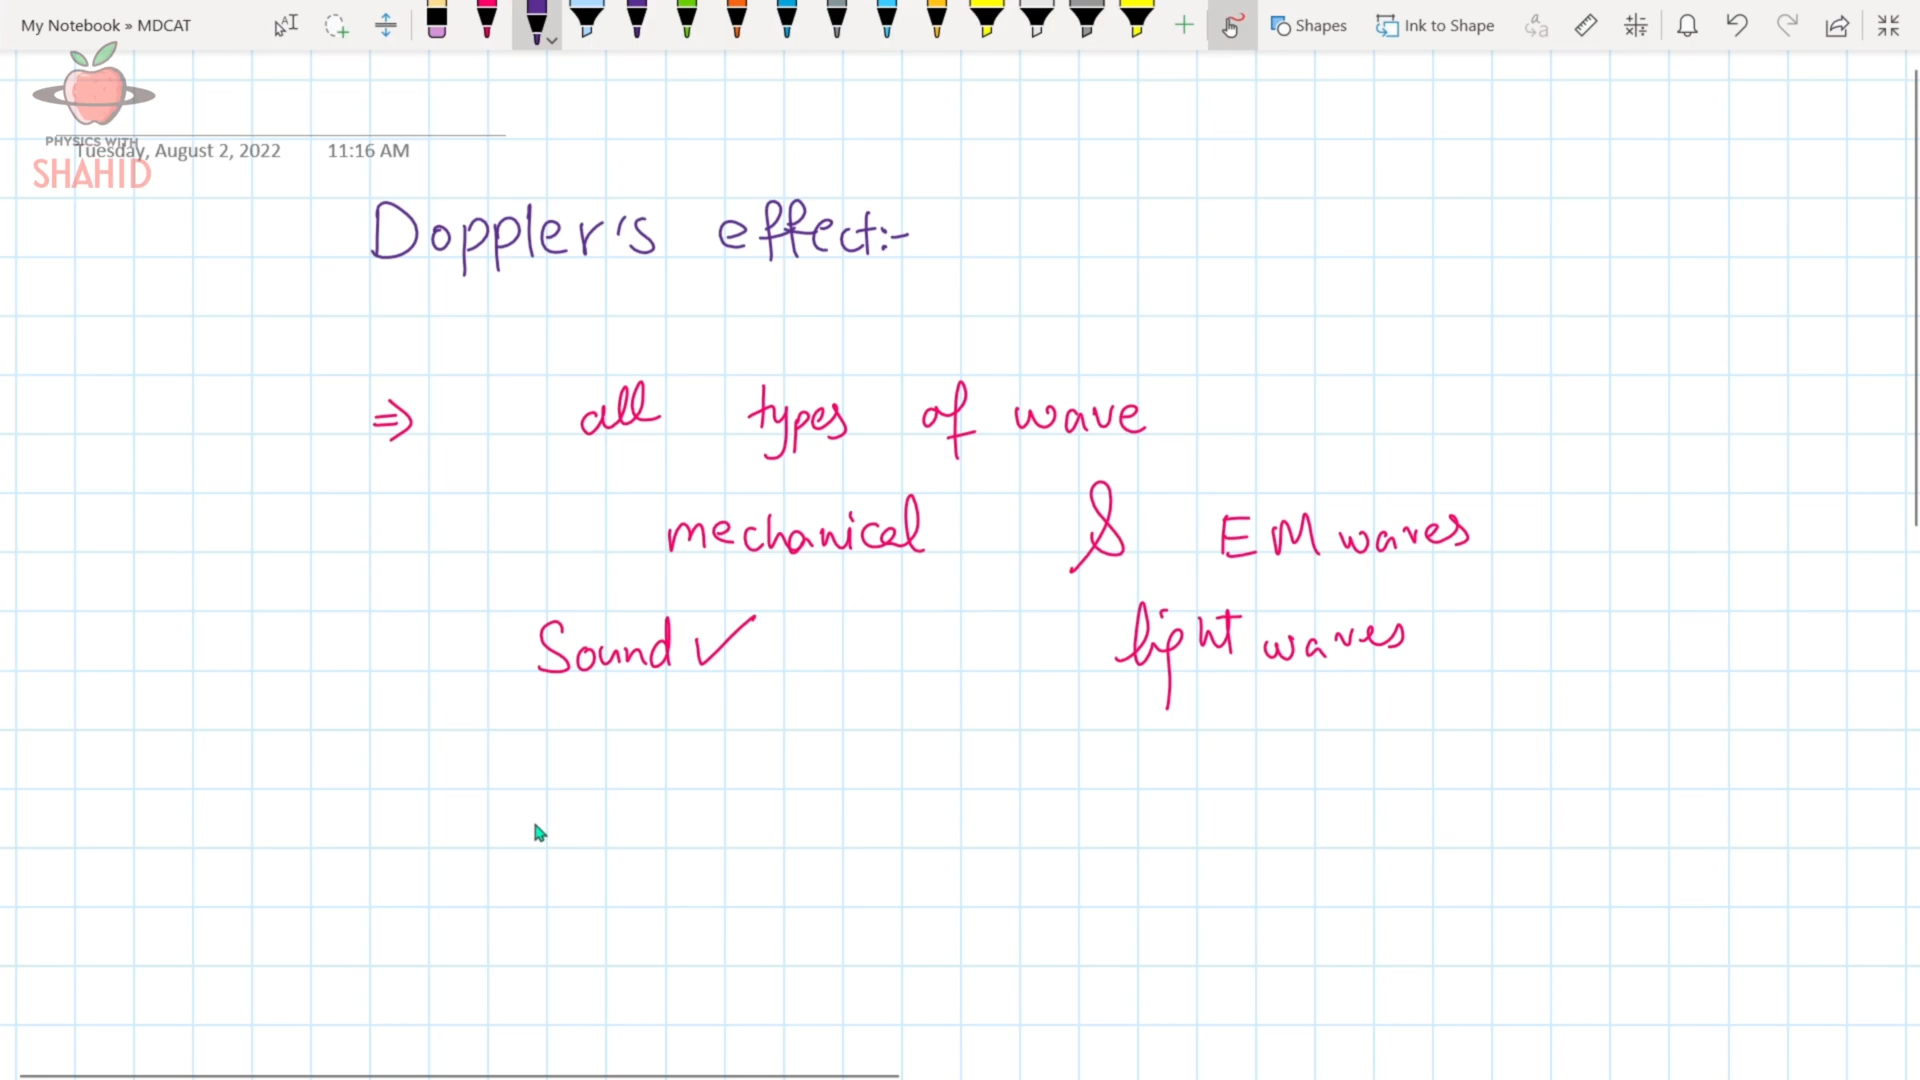 My Notebook » MDCAT
Shapes
Ink to Shape
PHYSICS WITH
SHAHID
Tuesday, August 2, 2022 11:16 AM
Doppler's effect:-
⇒ all types of wave
mechanical & EM waves
Sound ✓ light waves